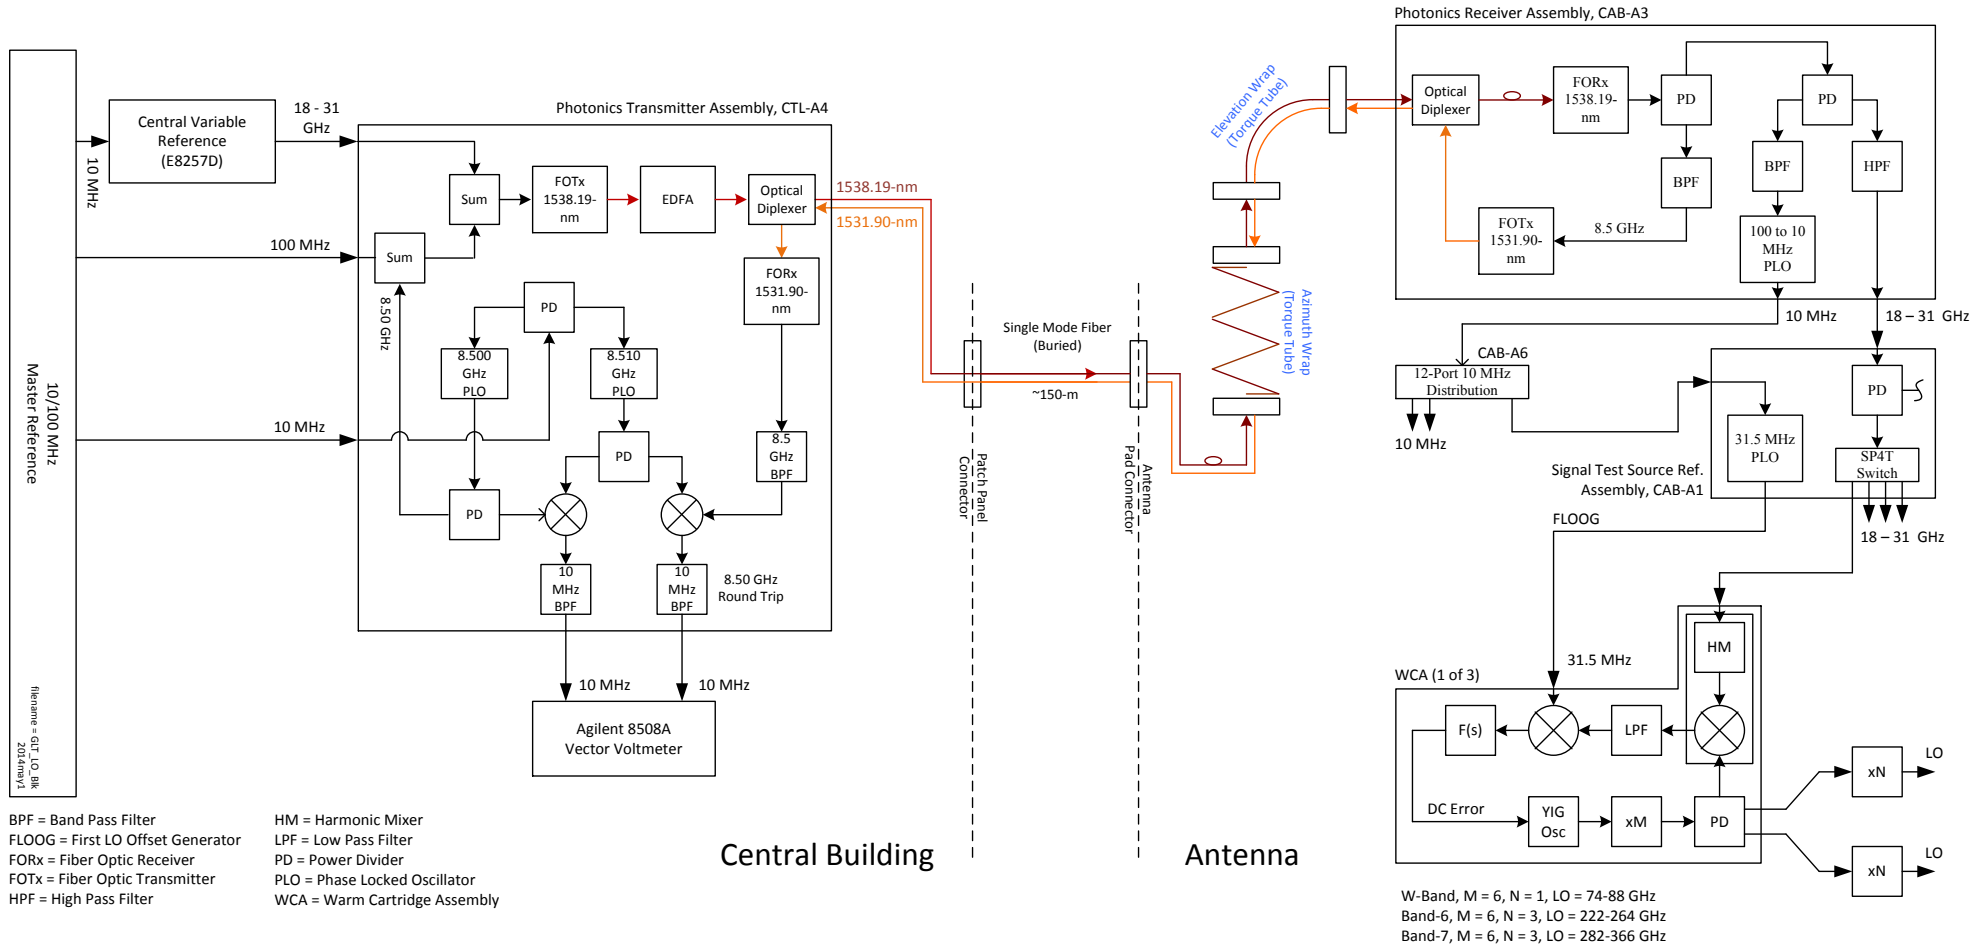 Photonics Receiver Assembly, CAB-A3
10/100 MHz
Master Reference
filename = GLT_LO_Blk
2014may1
Central Variable
Reference
(E8257D)
10 MHz
18 - 31
GHz
100 MHz
10 MHz
Photonics Transmitter Assembly, CTL-A4
Sum
Sum
FOTx
1538.19-
nm
EDFA
Optical
Diplexer
1538.19-nm
1531.90-nm
FORx
1531.90-
nm
8.50 GHz
PD
8.500
GHz
PLO
8.510
GHz
PLO
PD
PD
8.5
GHz
BPF
10
MHz
BPF
10
MHz
BPF
8.50 GHz
Round Trip
10 MHz
10 MHz
Agilent 8508A
Vector Voltmeter
Single Mode Fiber
(Buried)
~150-m
Patch Panel
Connector
Antenna
Pad Connector
Elevation Wrap
(Torque Tube)
Azimuth Wrap
(Torque Tube)
Optical
Diplexer
FORx
1538.19-
nm
PD
PD
BPF
BPF
HPF
FOTx
1531.90-
nm
8.5 GHz
100 to 10
MHz
PLO
10 MHz
18 – 31 GHz
CAB-A6
12-Port 10 MHz
Distribution
10 MHz
PD
31.5 MHz
PLO
SP4T
Switch
Signal Test Source Ref.
Assembly, CAB-A1
FLOOG
18 – 31 GHz
31.5 MHz
WCA (1 of 3)
HM
F(s)
LPF
DC Error
YIG
Osc
xM
PD
xN
LO
xN
LO
BPF = Band Pass Filter
FLOOG = First LO Offset Generator
FORx = Fiber Optic Receiver
FOTx = Fiber Optic Transmitter
HPF = High Pass Filter
HM = Harmonic Mixer
LPF = Low Pass Filter
PD = Power Divider
PLO = Phase Locked Oscillator
WCA = Warm Cartridge Assembly
Central Building
Antenna
W-Band, M = 6, N = 1, LO = 74-88 GHz
Band-6, M = 6, N = 3, LO = 222-264 GHz
Band-7, M = 6, N = 3, LO = 282-366 GHz